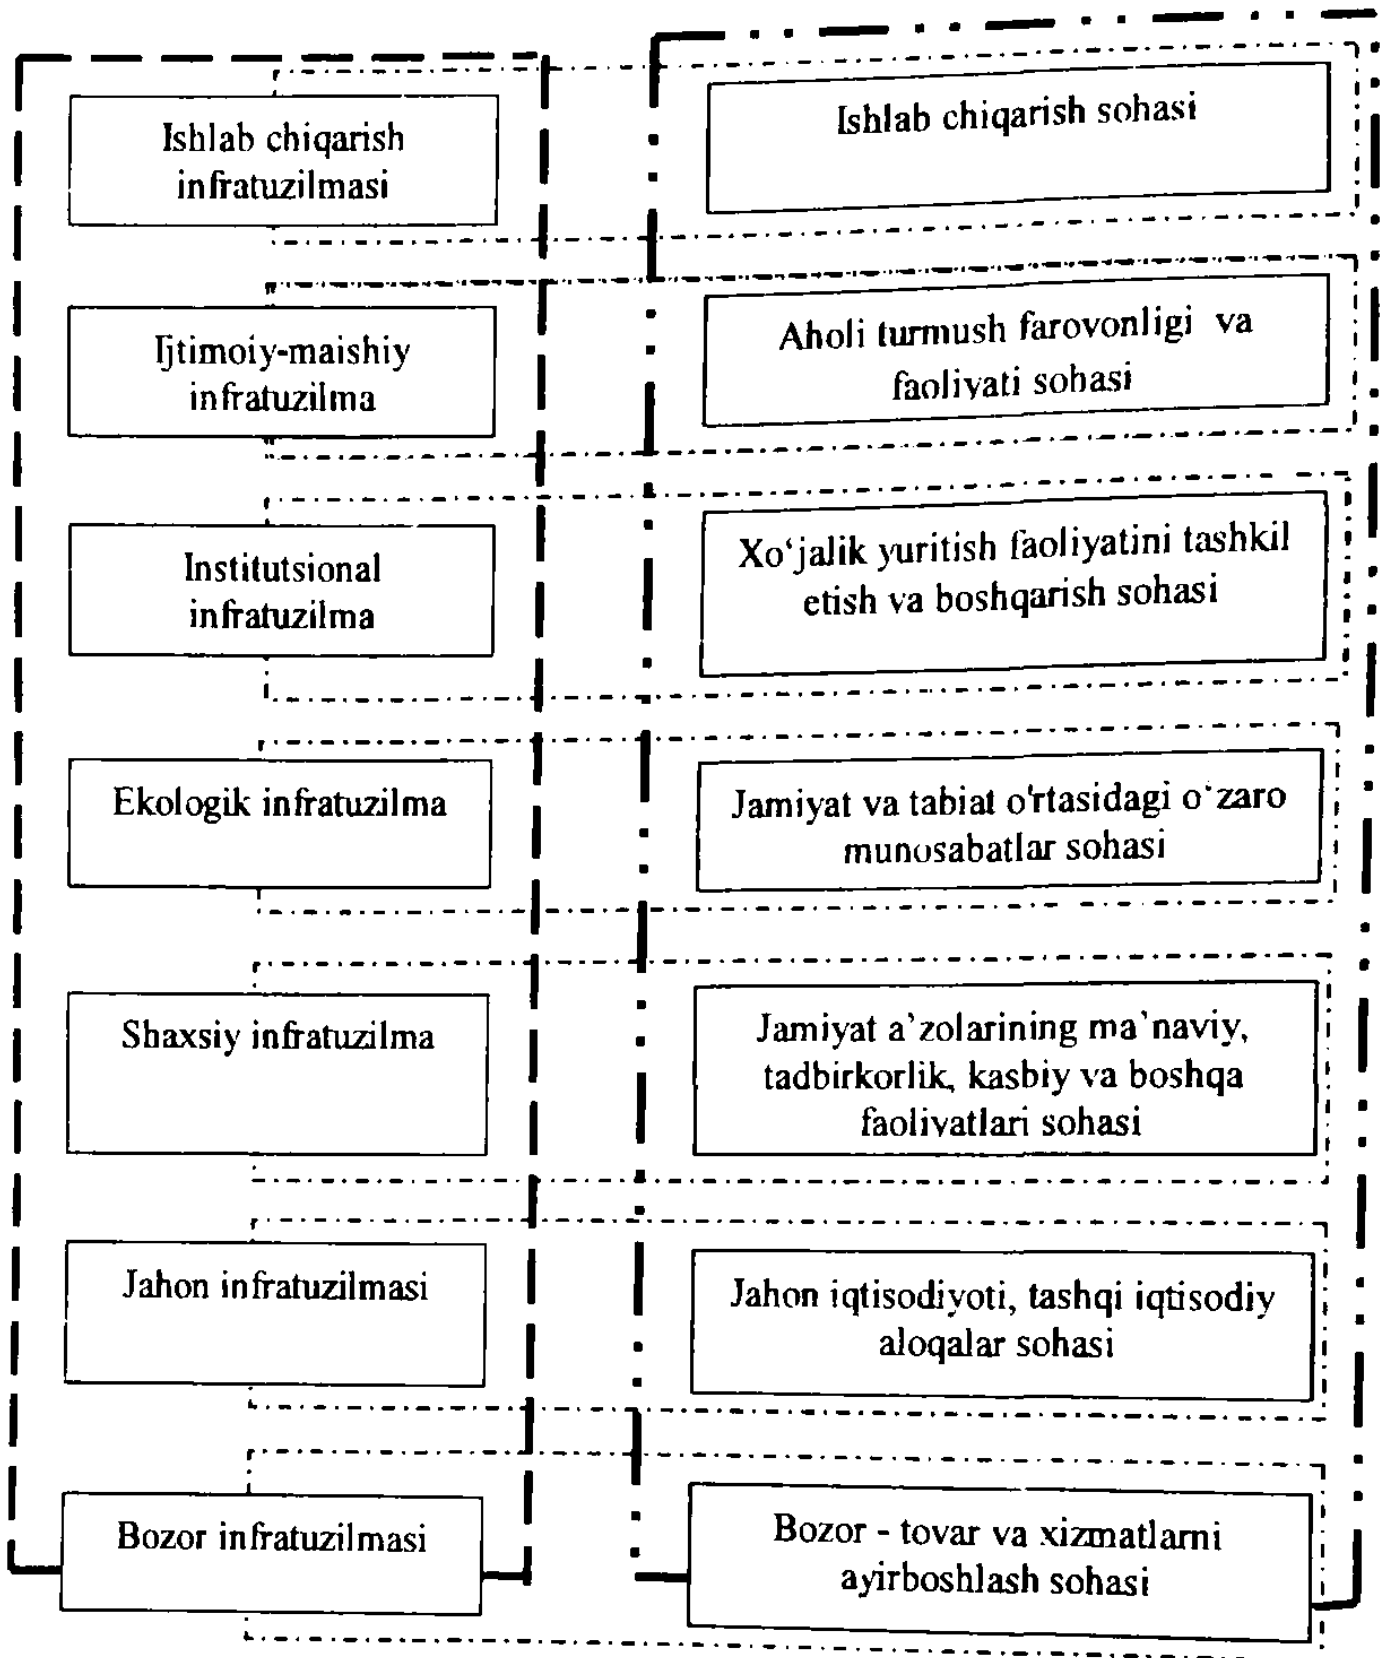 Ishlab chiqarish
infratuzilmasi
Ishlab chiqarish sohasi
Ijtimoiy-maishiy
infratuzilma
Aholi turmush farovonligi va
faoliyati sohasi
Institutsional
infratuzilma
Xo‘jalik yuritish faoliyatini tashkil
etish va boshqarish sohasi
Ekologik infratuzilma
Jamiyat va tabiat o'rtasidagi o‘zaro
munosabatlar sohasi
Shaxsiy infratuzilma
Jamiyat a’zolarining ma’naviy,
tadbirkorlik, kasbiy va boshqa
faoliyatlari sohasi
Jahon infratuzilmasi
Jahon iqtisodiyoti, tashqi iqtisodiy
aloqalar sohasi
Bozor infratuzilmasi
Bozor - tovar va xizmatlarni
ayirboshlash sohasi